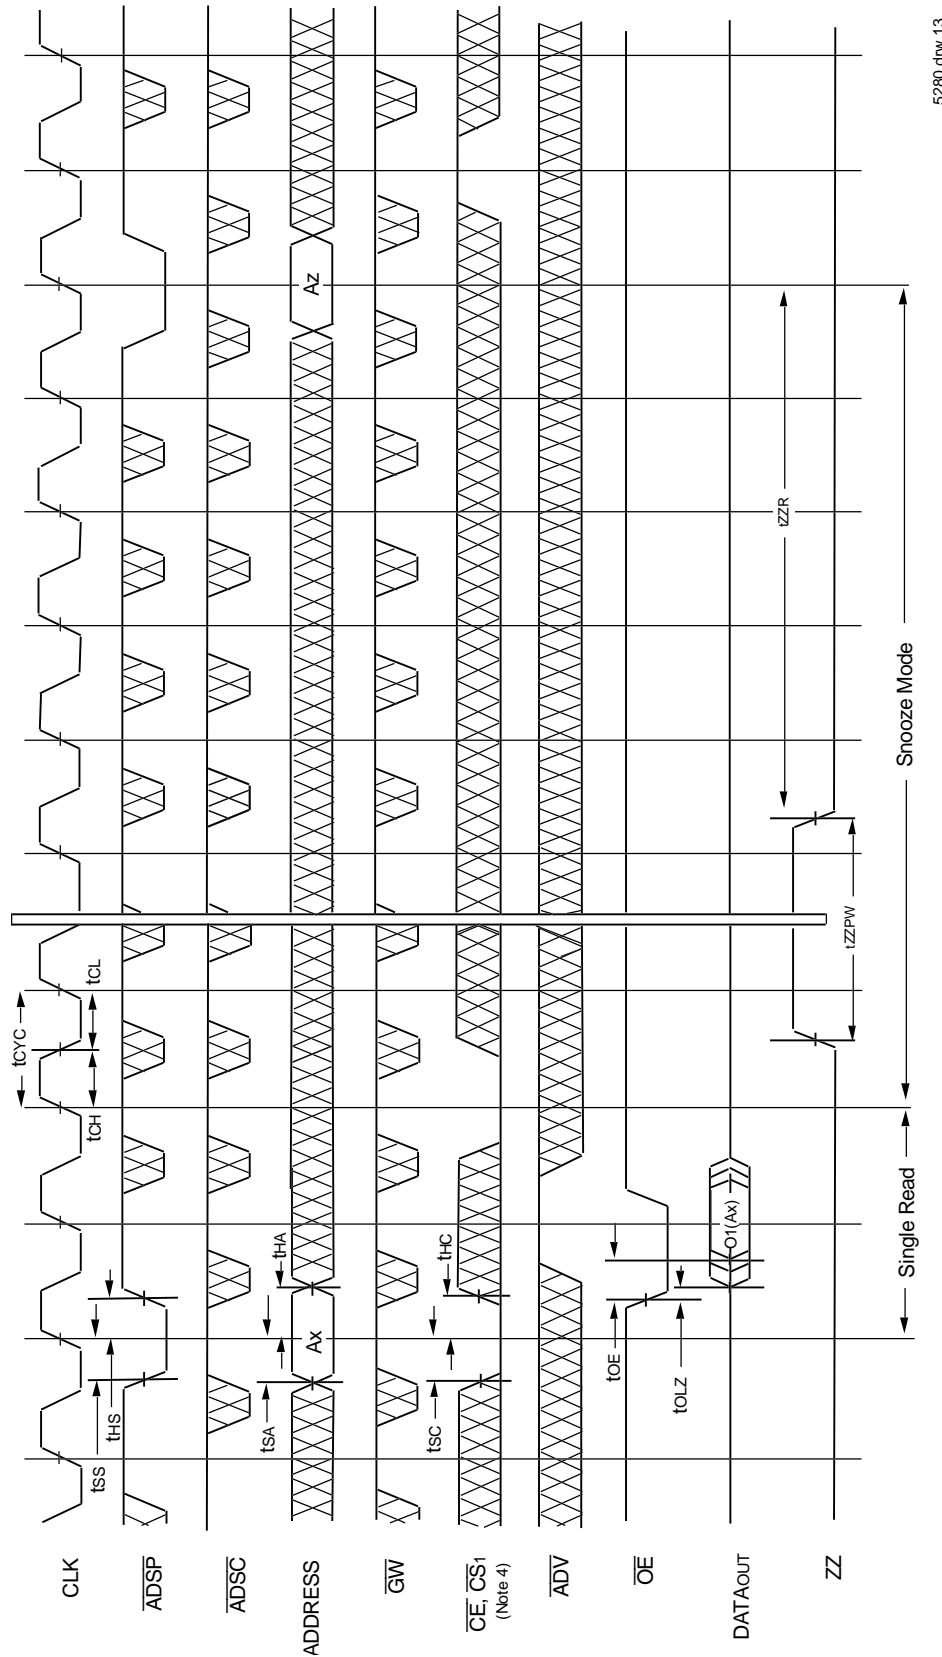 CLK
ADSP
ADSC
ADDRESS
GW
CE, CS1
(Note 4)
ADV
OE
DATAOUT
ZZ
tCYC
tCH
tCL
tSS
tHS
tSA
tHA
Ax
Az
tSC
tHC
tOE
tOLZ
O1(Ax)
tZZPW
tZZR
Single Read
Snooze Mode
5280 drw 13